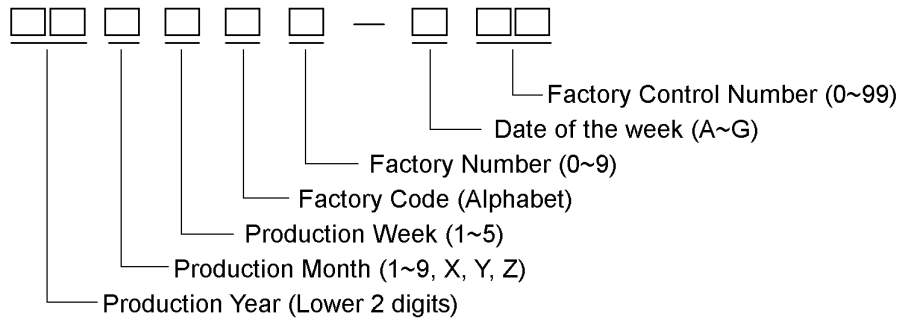 Factory Control Number (0~99)
Date of the week (A~G)
Factory Number (0~9)
Factory Code (Alphabet)
Production Week (1~5)
Production Month (1~9, X, Y, Z)
Production Year (Lower 2 digits)